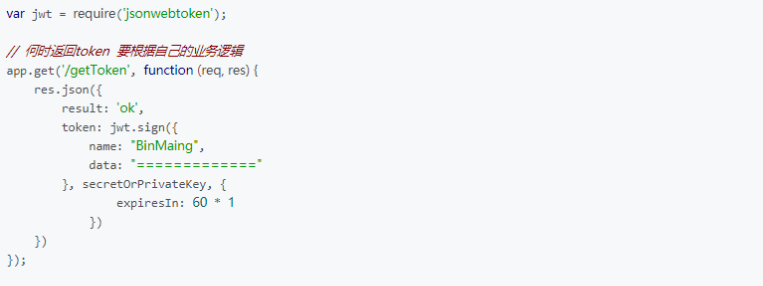 var jwt = require('jsonwebtoken');
// 何时返回token 要根据自己的业务逻辑
app.get('/getToken', function (req, res) {
    res.json({
        result: 'ok',
        token: jwt.sign({
            name: "BinMaing",
            data: "============="
        }, secretOrPrivateKey, {
                expiresIn: 60 * 1
            })
    })
});